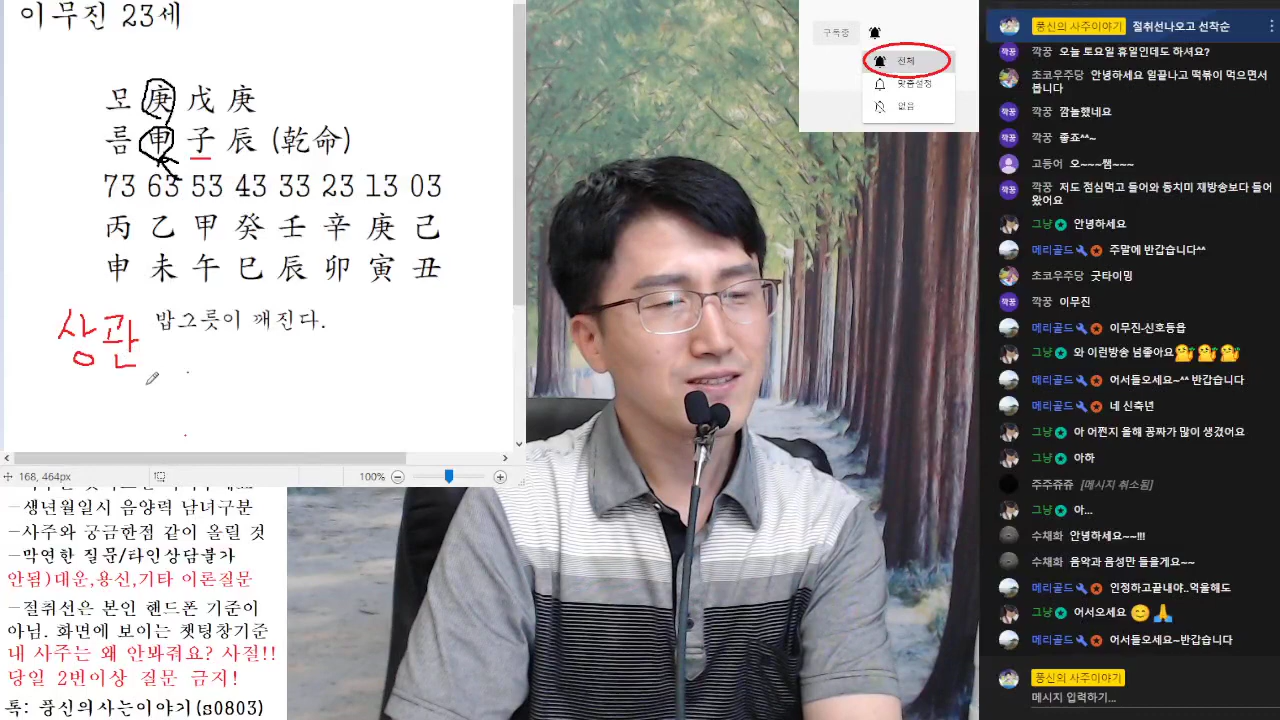 이무진 23세
모 庚 戊 庚
름 申 子 辰 (乾命)
73 63 53 43 33 23 13 03
丙 乙 甲 癸 壬 辛 庚 己
申 未 午 巳 辰 卯 寅 丑
상관
밥그릇이 깨진다.
168, 464px
100%
-생년월일시 음양력 남녀구분
-사주와 궁금한점 같이 올릴 것
-막연한 질문/타인상담불가
안됨)대운,용신,기타 이론질문
-절취선은 본인 핸드폰 기준이
아님. 화면에 보이는 챗팅창기준
내 사주는 왜 안봐줘요? 사절!!
당일 2번이상 질문 금지!
톡: 풍신의사는이야기(s0803)
구독중
전체
맞춤설정
없음
풍신의 사주이야기 절취선나오고 선착순
깍꿍 오늘 토요일 휴일인데도 하셔요?
초코우주당 안녕하세요 일끝나고 떡볶이 먹으면서
봅니다
깍꿍 깜놀했네요
깍꿍 좋죠^^~
고등어 오~~~쌤~~~
깍꿍 저도 점심먹고 들어와 동치미 재방송보다 들어
왔어요
그냥 안녕하세요
메리골드 주말에 반갑습니다^^
초코우주당 굿타이밍
깍꿍 이무진
메리골드 이무진-신호등읍
그냥 와 이런방송 넘좋아요
메리골드 어서들오세요~^^ 반갑습니다
메리골드 네 신축년
그냥 아 어쩐지 올해 꽁짜가 많이 생겼어요
그냥 아하
주주쥬쥬 [메시지 취소됨]
그냥 아...
수채화 안녕하세요~~!!!
수채화 음악과 음성만 들을게요~~
메리골드 인정하고끝내야..억울해도
그냥 어서오세요 😊🙏
메리골드 어서들오세요~반갑습니다
풍신의 사주이야기
메시지 입력하기...